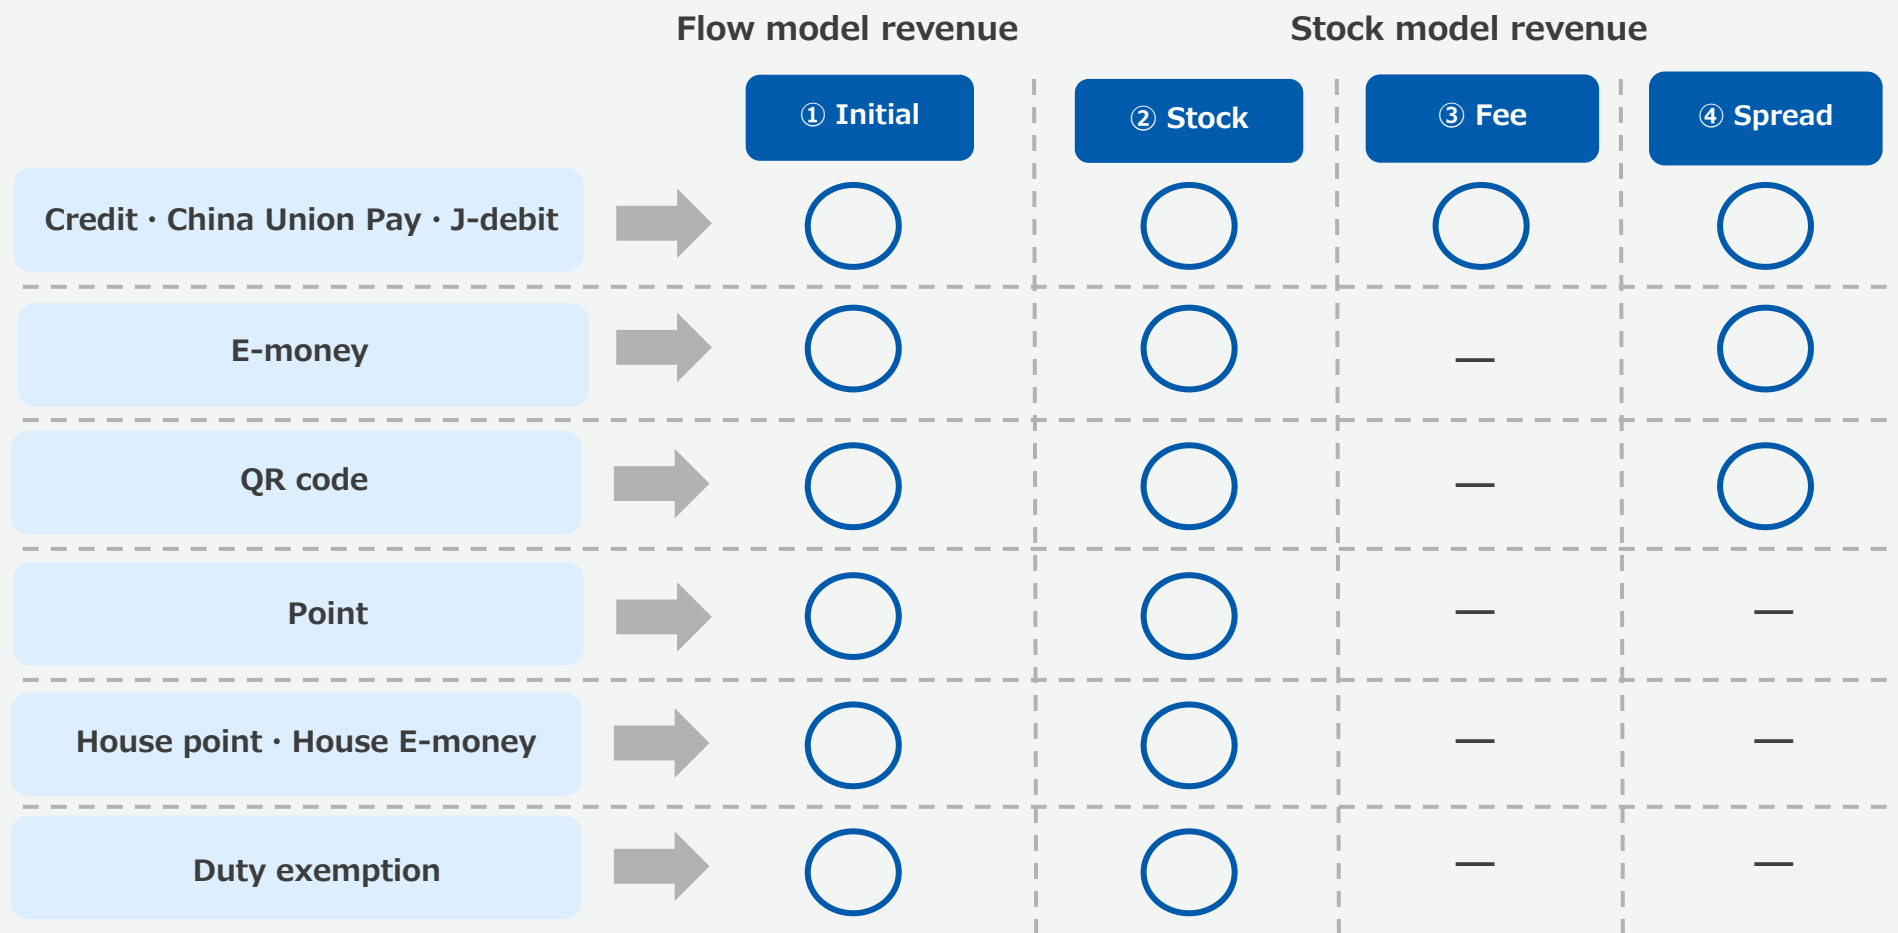 Flow model revenue
Stock model revenue
① Initial
② Stock
③ Fee
④ Spread
Credit・China Union Pay・J-debit
E-money
—
QR code
—
Point
— —
House point・House E-money
— —
Duty exemption
— —